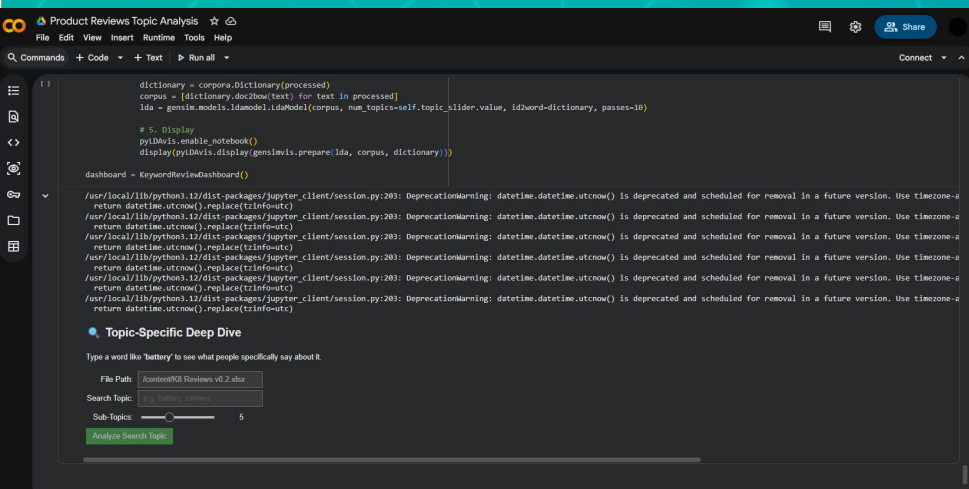 Product Reviews Topic Analysis
File Edit View Insert Runtime Tools Help
Share
Commands + Code + Text Run all
Connect
[ ]
dictionary = corpora.Dictionary(processed)
corpus = [dictionary.doc2bow(text) for text in processed]
lda = gensim.models.ldamodel.LdaModel(corpus, num_topics=self.topic_slider.value, id2word=dictionary, passes=10)
# 5. Display
pyLDAvis.enable_notebook()
display(pyLDAvis.display(gensimvis.prepare(lda, corpus, dictionary)))
dashboard = KeywordReviewDashboard()
/usr/local/lib/python3.12/dist-packages/jupyter_client/session.py:203: DeprecationWarning: datetime.datetime.utcnow() is deprecated and scheduled for removal in a future version. Use timezone-a
return datetime.utcnow().replace(tzinfo=utc)
/usr/local/lib/python3.12/dist-packages/jupyter_client/session.py:203: DeprecationWarning: datetime.datetime.utcnow() is deprecated and scheduled for removal in a future version. Use timezone-a
return datetime.utcnow().replace(tzinfo=utc)
/usr/local/lib/python3.12/dist-packages/jupyter_client/session.py:203: DeprecationWarning: datetime.datetime.utcnow() is deprecated and scheduled for removal in a future version. Use timezone-a
return datetime.utcnow().replace(tzinfo=utc)
/usr/local/lib/python3.12/dist-packages/jupyter_client/session.py:203: DeprecationWarning: datetime.datetime.utcnow() is deprecated and scheduled for removal in a future version. Use timezone-a
return datetime.utcnow().replace(tzinfo=utc)
/usr/local/lib/python3.12/dist-packages/jupyter_client/session.py:203: DeprecationWarning: datetime.datetime.utcnow() is deprecated and scheduled for removal in a future version. Use timezone-a
return datetime.utcnow().replace(tzinfo=utc)
/usr/local/lib/python3.12/dist-packages/jupyter_client/session.py:203: DeprecationWarning: datetime.datetime.utcnow() is deprecated and scheduled for removal in a future version. Use timezone-a
return datetime.utcnow().replace(tzinfo=utc)
Topic-Specific Deep Dive
Type a word like 'battery' to see what people specifically say about it.
File Path: /content/K8 Reviews v0.2.xlsx
Search Topic: e.g. battery, camera
Sub-Topics: 5
Analyze Search Topic